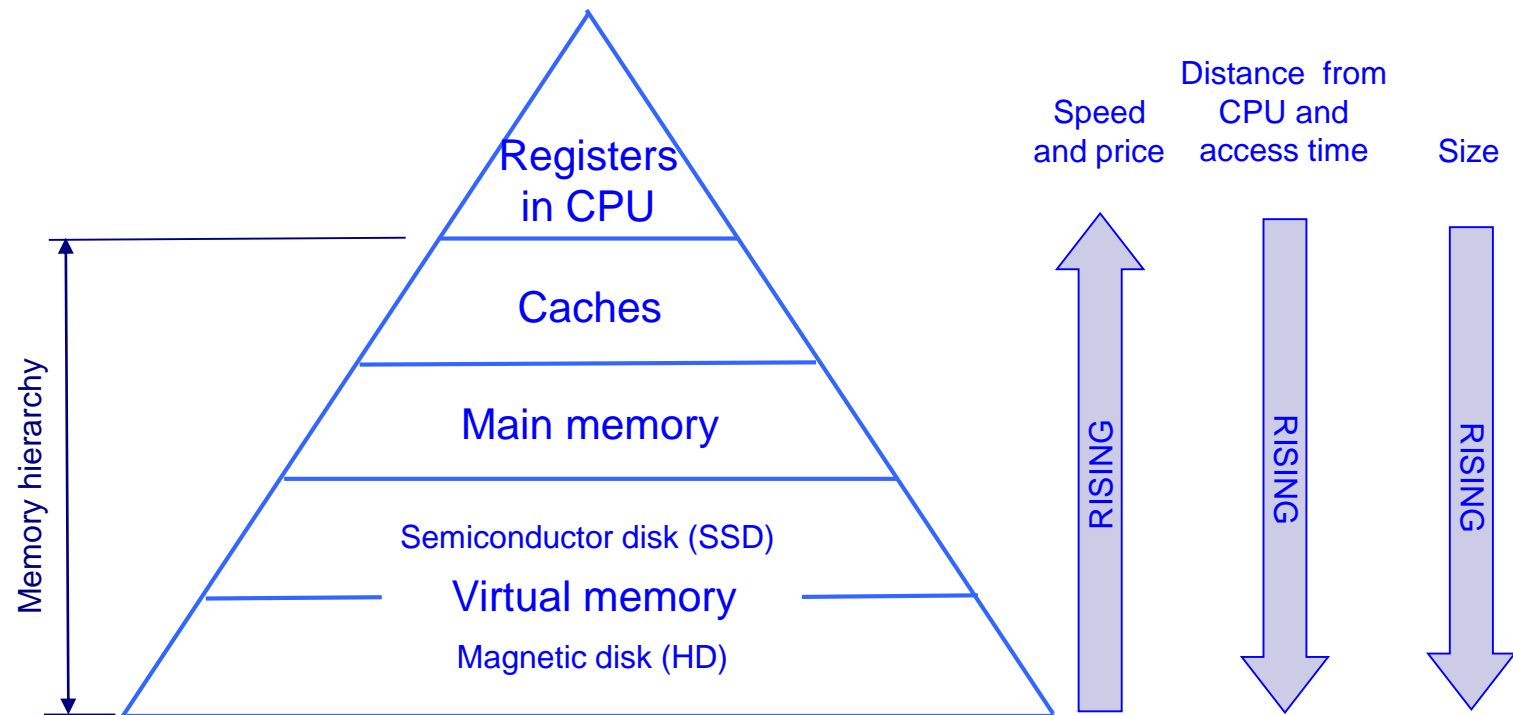 Registers
in CPU
Caches
Main memory
Semiconductor disk (SSD)
Virtual memory
Magnetic disk (HD)
Memory hierarchy
Speed
and price
Distance from
CPU and
access time
Size
RISING
RISING
RISING